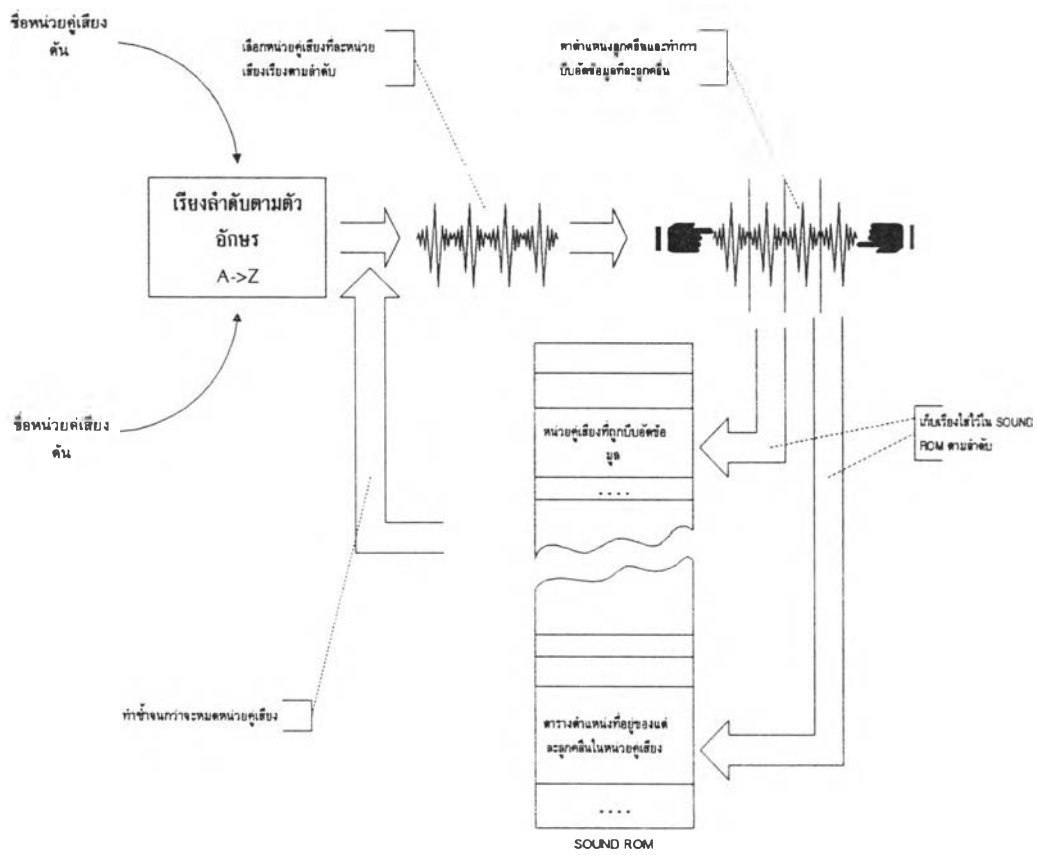 ชื่อหน่วยคู่เสียง
ต้น
เลือกหน่วยคู่เสียงทีละหน่วย
เสียงเรียงตามลำดับ
หาตำแหน่งลูกคลื่นและทำการ
บีบอัดข้อมูลทีละลูกคลื่น
เรียงลำดับตามตัว
อักษร
A->Z
ชื่อหน่วยคู่เสียง
ต้น
หน่วยคู่เสียงที่ถูกบีบอัดข้อ
มูล
....
เก็บเรียงใส่ไว้ใน SOUND
ROM ตามลำดับ
ทำซ้ำจนกว่าจะหมดหน่วยคู่เสียง
ตารางตำแหน่งที่อยู่ของแต่
ละลูกคลื่นในหน่วยคู่เสียง
....
SOUND ROM